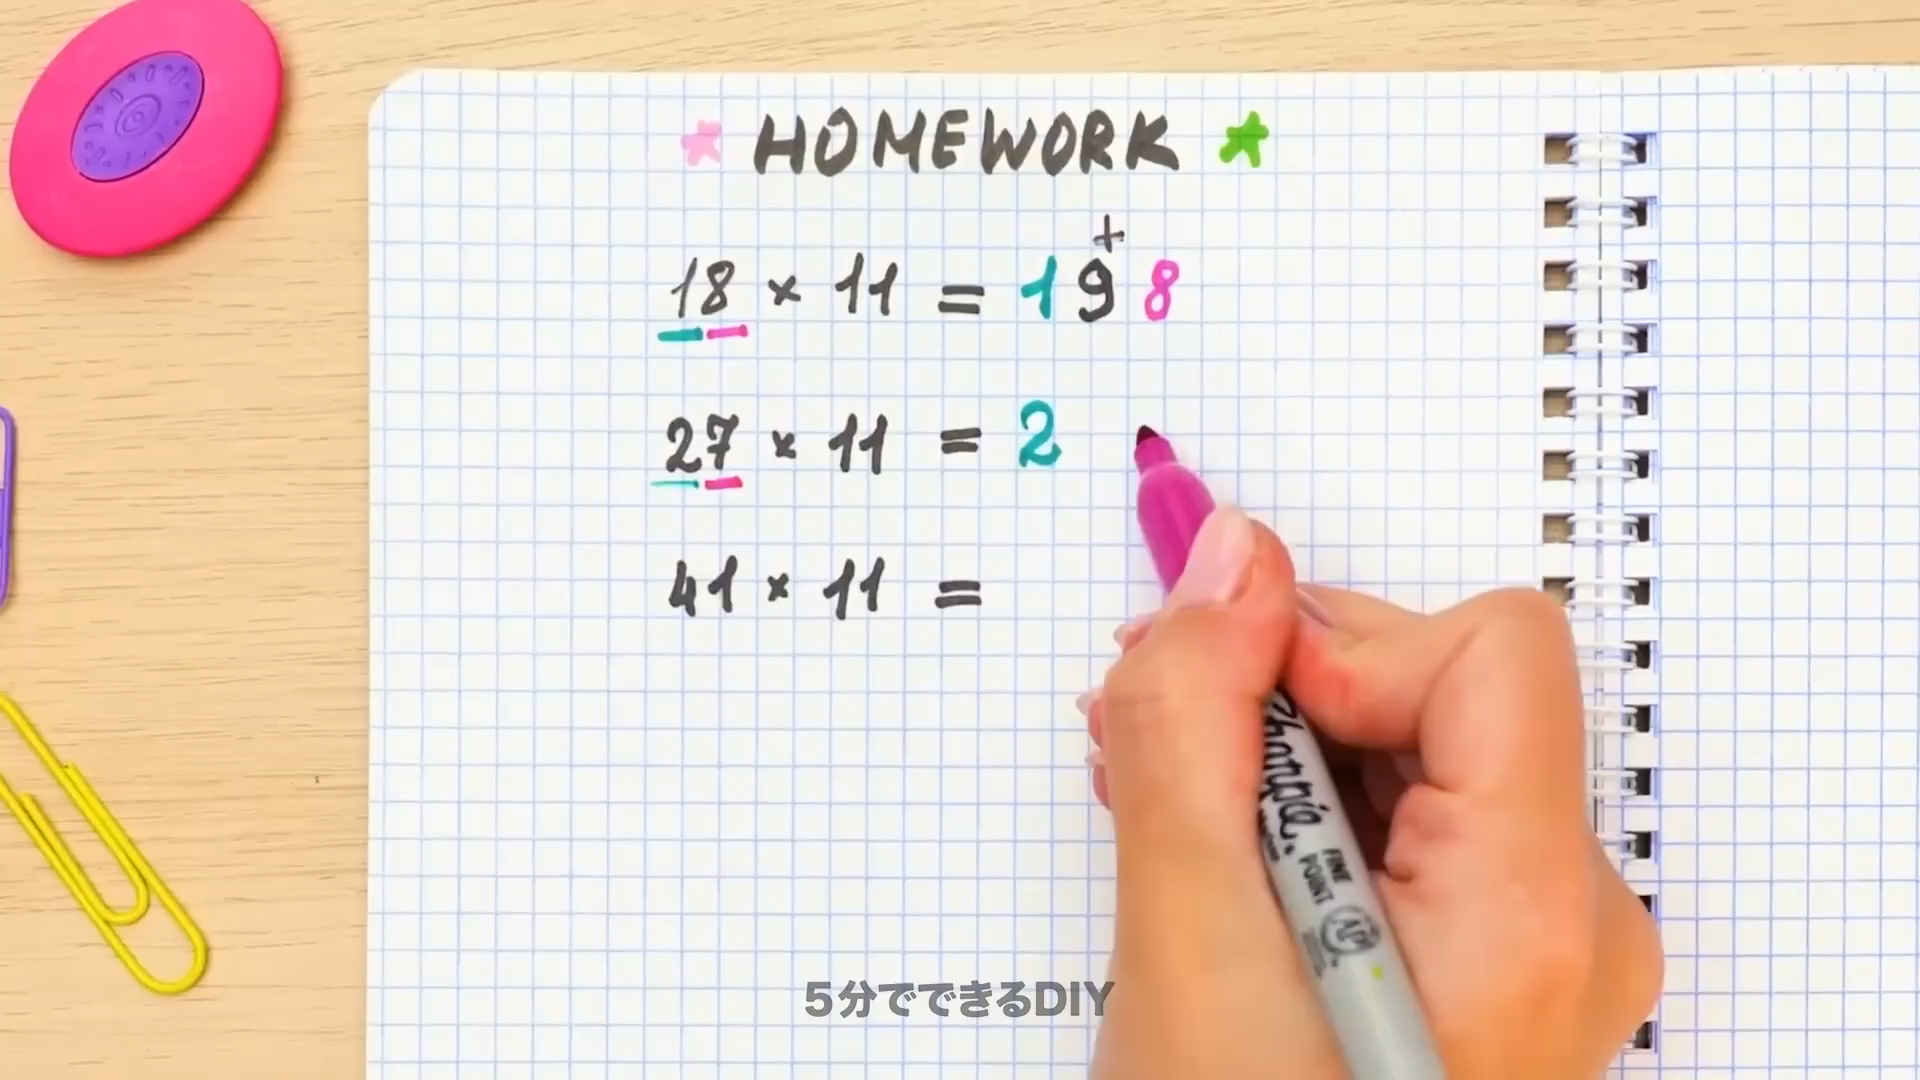 HOMEWORK
+
18 × 11 = 198
27 × 11 = 2
41 × 11 =
Sharpie.
FINE
POINT
AP
5分でできるDIY